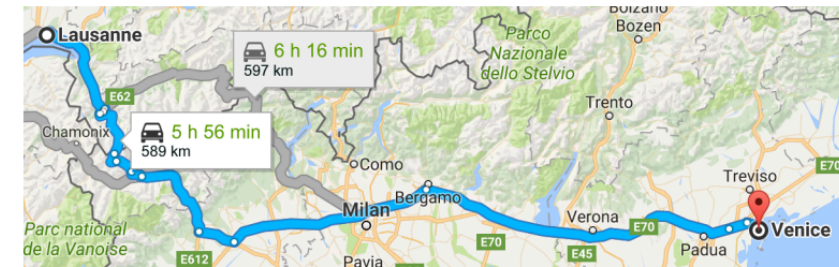 Bolzano
Bozen
Lausanne
6 h 16 min
597 km
Parco
Nazionale
dello Stelvio
E62
Trento
Chamonix
5 h 56 min
589 km
Como
Treviso
E70
Bergamo
Milan
Verona
E70
Venice
Parc national
de la Vanoise
E612
E70
E45
Padua
Pavia